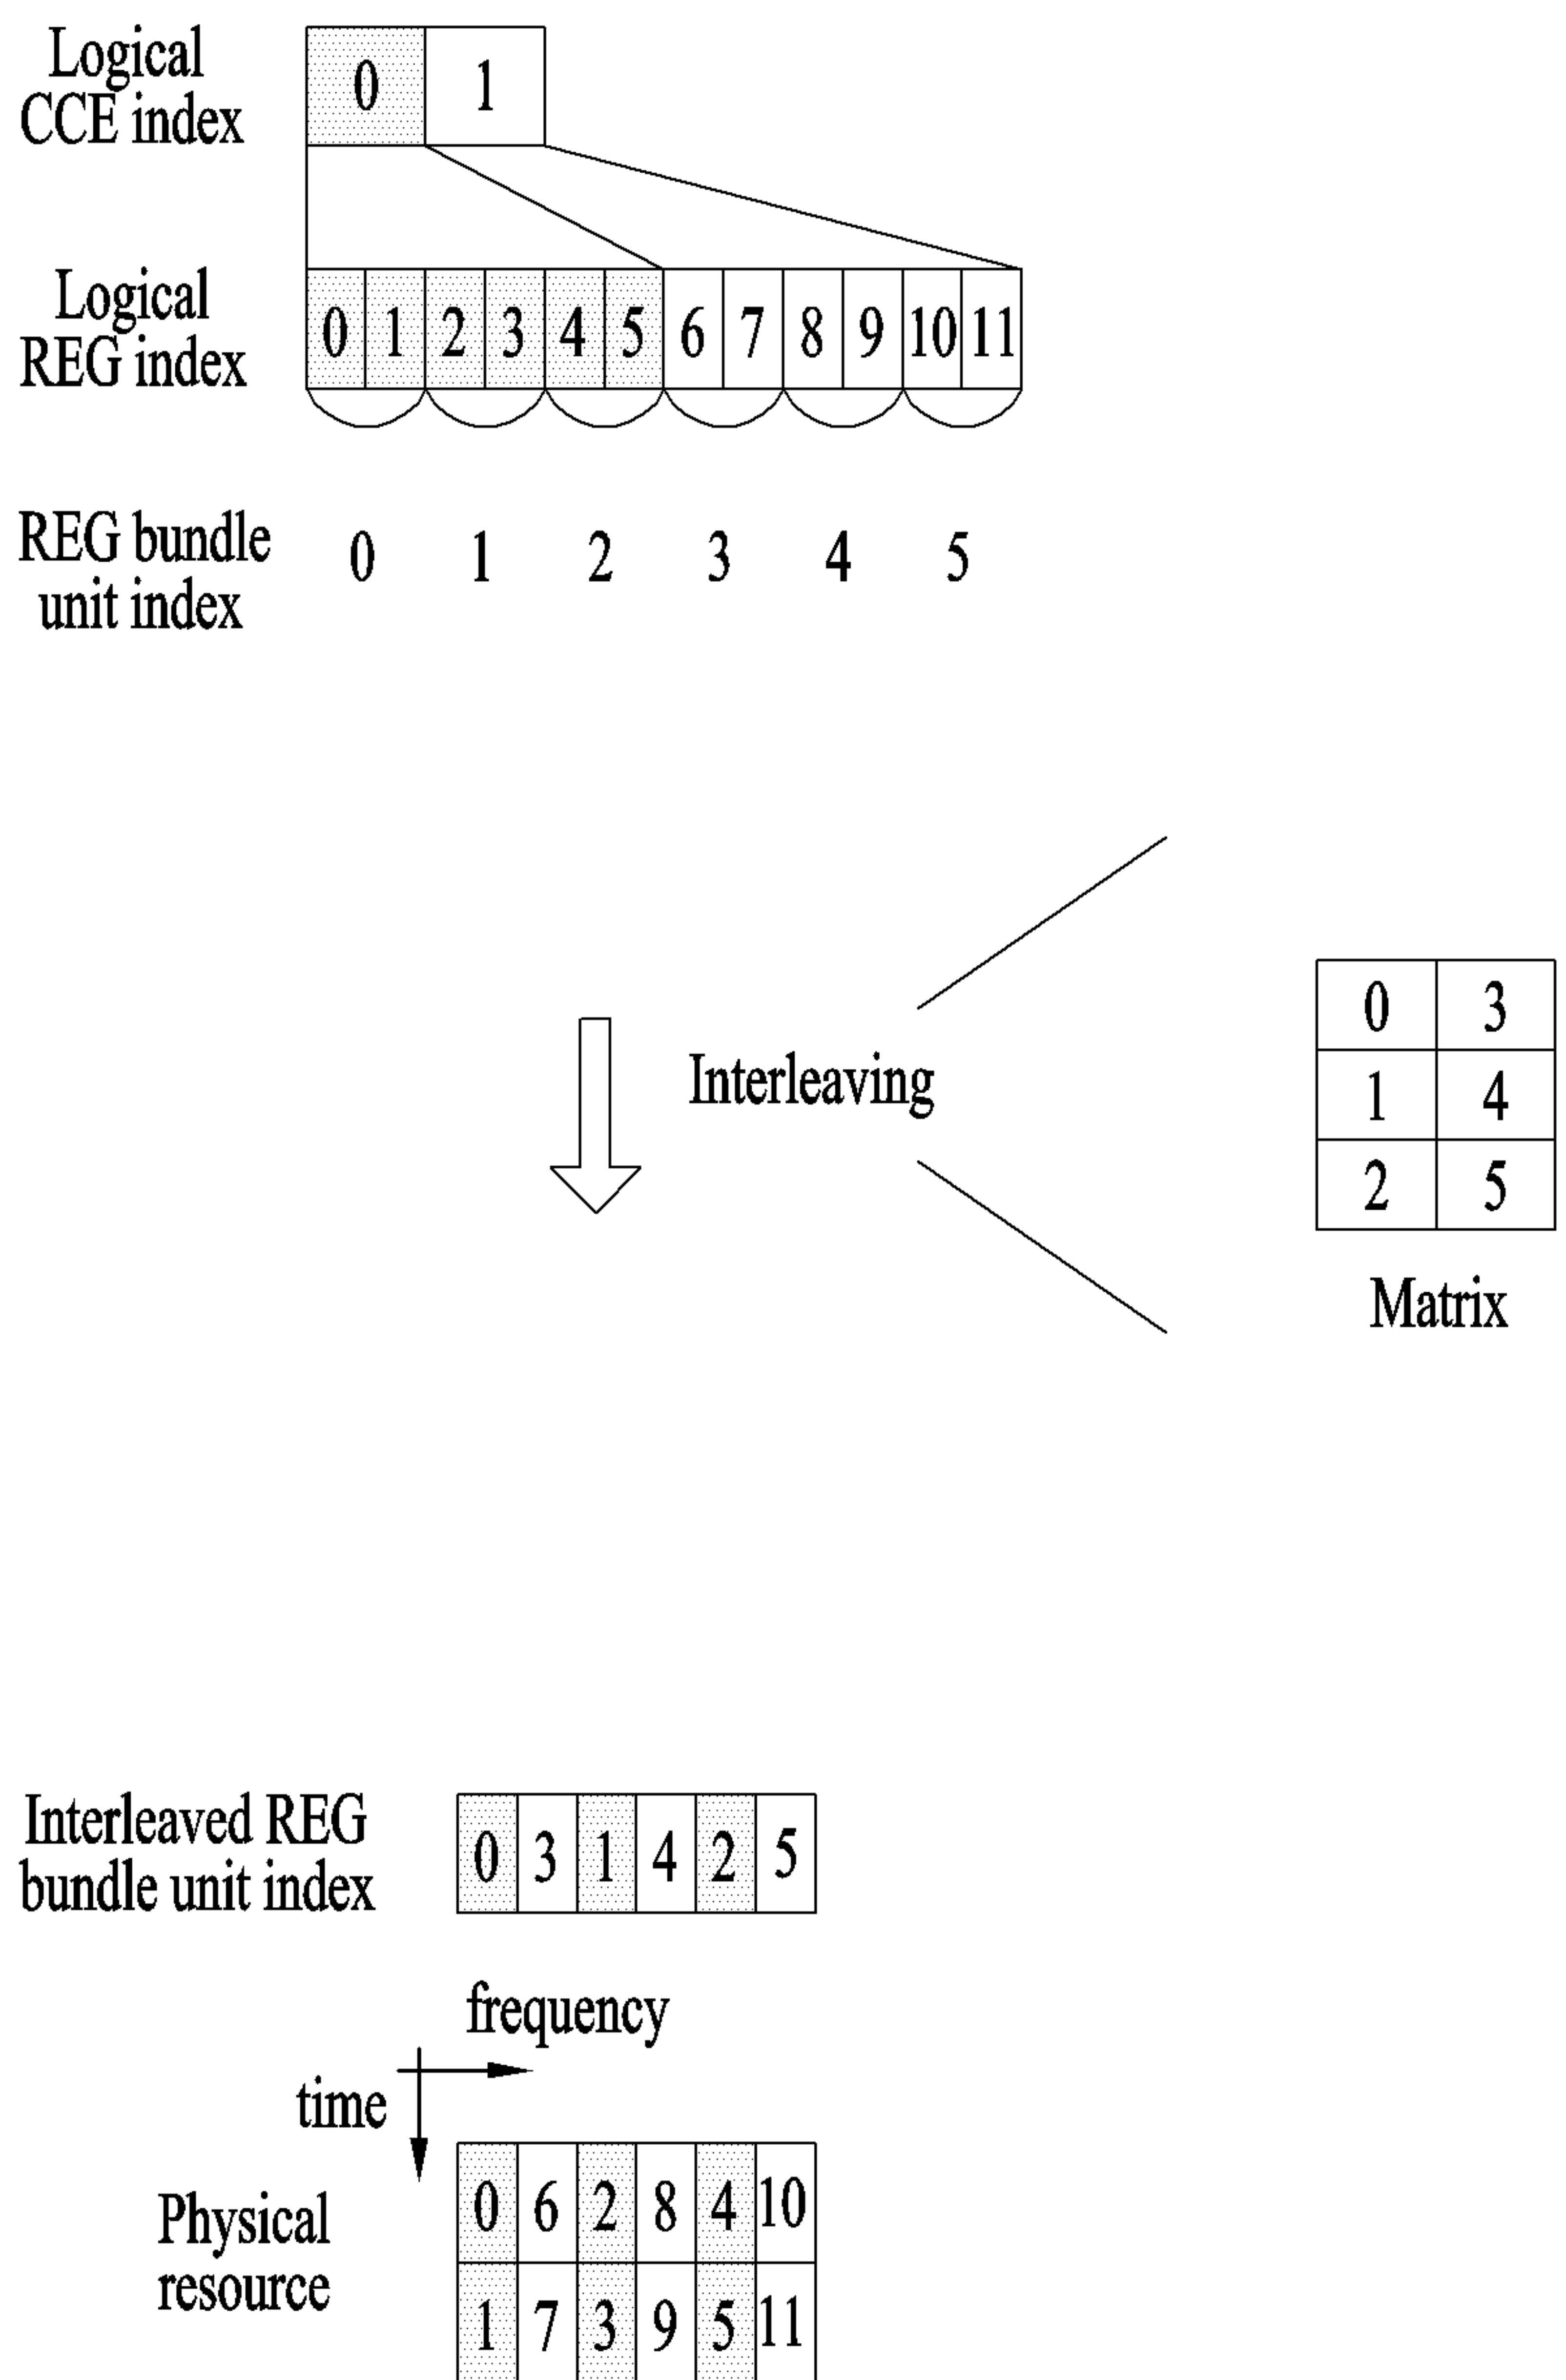 Logical
CCE index
0 1
Logical
REG index
0 1 2 3 4 5 6 7 8 9 10 11
REG bundle
unit index
0 1 2 3 4 5
Interleaving
0 3
1 4
2 5
Matrix
Interleaved REG
bundle unit index
0 3 1 4 2 5
frequency
time
Physical
resource
0 6 2 8 4 10
1 7 3 9 5 11